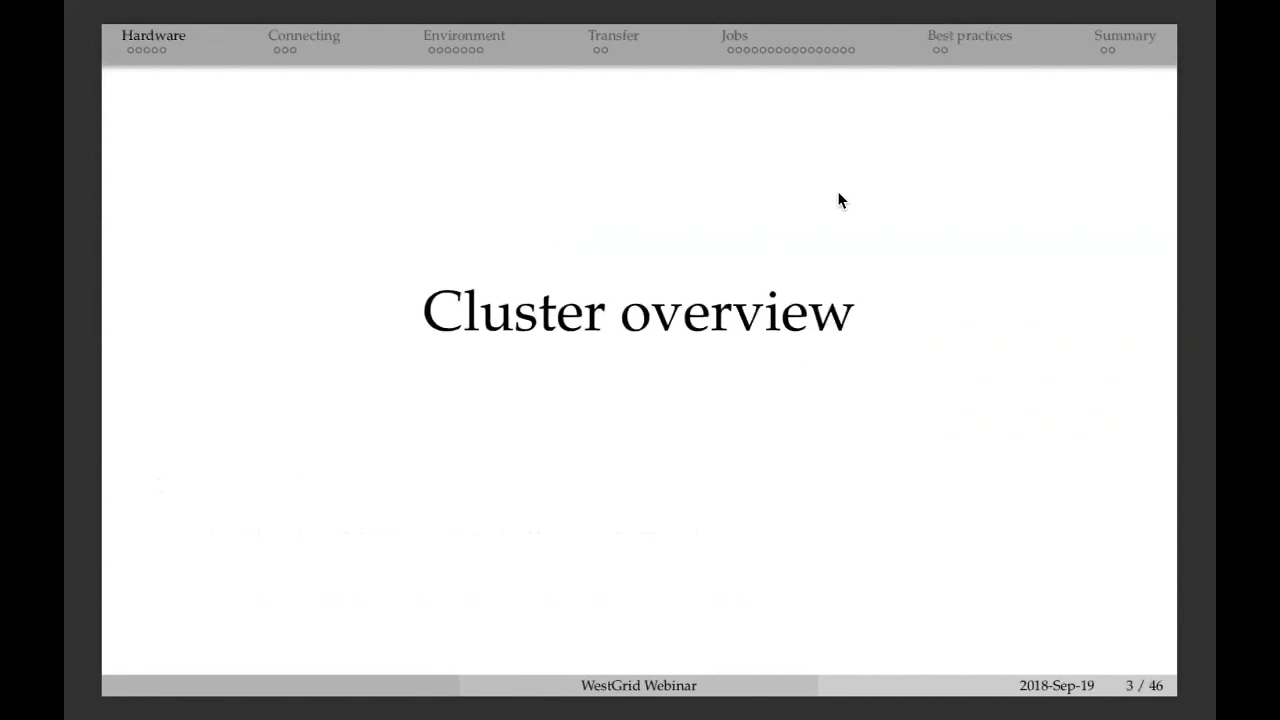 Hardware Connecting Environment Transfer Jobs Best practices Summary
Cluster overview
WestGrid Webinar 2018-Sep-19 3 / 46